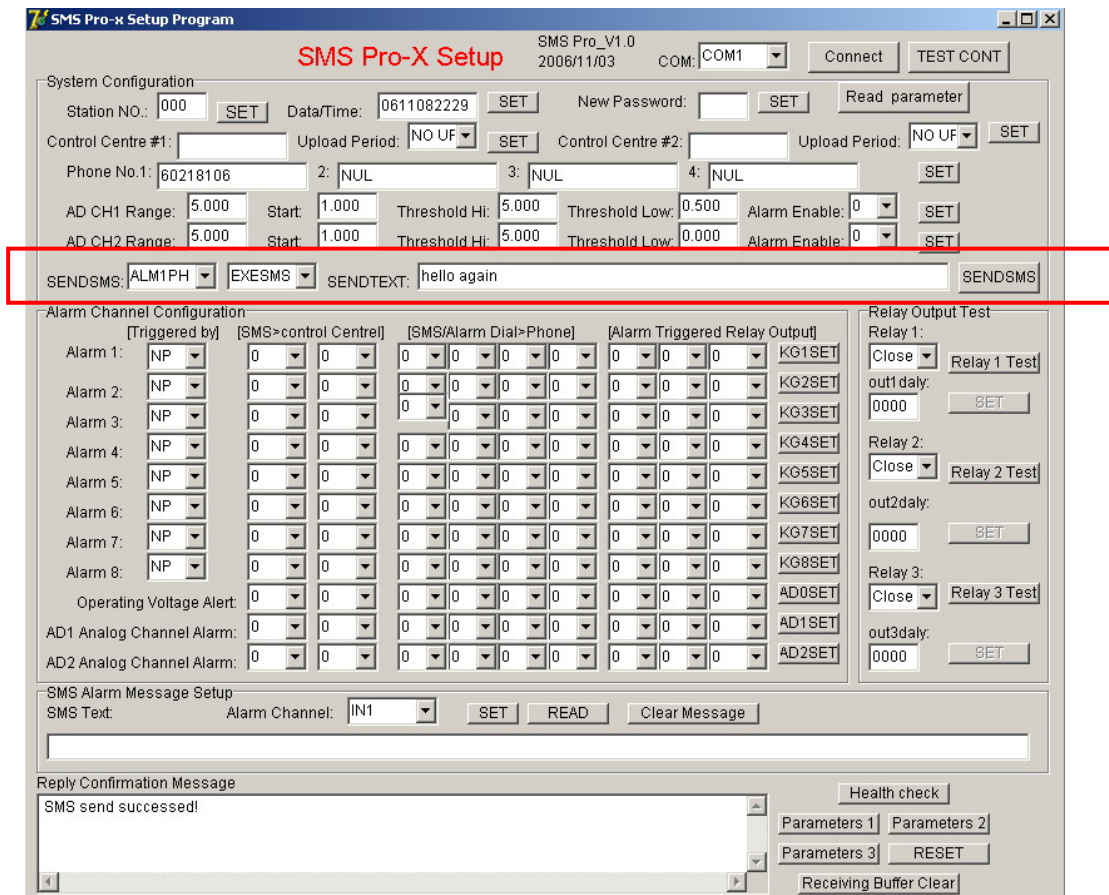 SMS Pro-x Setup Program
SMS Pro-X Setup SMS Pro_V1.0 2006/11/03 COM: COM1 Connect TEST CONT
System Configuration
Station NO.: 000 SET Data/Time: 0611082229 SET New Password: SET Read parameter
Control Centre #1: Upload Period: NO UF SET Control Centre #2: Upload Period: NO UF SET
Phone No.1: 60218106 2: NUL 3: NUL 4: NUL SET
AD CH1 Range: 5.000 Start: 1.000 Threshold Hi: 5.000 Threshold Low: 0.500 Alarm Enable: 0 SET
AD CH2 Range: 5.000 Start: 1.000 Threshold Hi: 5.000 Threshold Low: 0.000 Alarm Enable: 0 SET
SENDSMS: ALM1PH EXESMS SENDTEXT: hello again SENDSMS
Alarm Channel Configuration
[Triggered by] [SMS>control Centrel] [SMS/Alarm Dial>Phone] [Alarm Triggered Relay Output]
Alarm 1: NP 0 0 0 0 0 0 0 0 0 KG1SET
Alarm 2: NP 0 0 0 0 0 0 0 0 0 KG2SET
Alarm 3: NP 0 0 0 0 0 0 0 0 0 KG3SET
Alarm 4: NP 0 0 0 0 0 0 0 0 0 KG4SET
Alarm 5: NP 0 0 0 0 0 0 0 0 0 KG5SET
Alarm 6: NP 0 0 0 0 0 0 0 0 0 KG6SET
Alarm 7: NP 0 0 0 0 0 0 0 0 0 KG7SET
Alarm 8: NP 0 0 0 0 0 0 0 0 0 KG8SET
Operating Voltage Alert: 0 0 0 0 0 0 0 0 0 AD0SET
AD1 Analog Channel Alarm: 0 0 0 0 0 0 0 0 0 AD1SET
AD2 Analog Channel Alarm: 0 0 0 0 0 0 0 0 0 AD2SET
Relay Output Test
Relay 1:
Close Relay 1 Test
out1daly:
0000 SET
Relay 2:
Close Relay 2 Test
out2daly:
0000 SET
Relay 3:
Close Relay 3 Test
out3daly:
0000 SET
SMS Alarm Message Setup
SMS Text: Alarm Channel: IN1 SET READ Clear Message
Reply Confirmation Message
SMS send successed!
Health check
Parameters 1 Parameters 2
Parameters 3 RESET
Receiving Buffer Clear